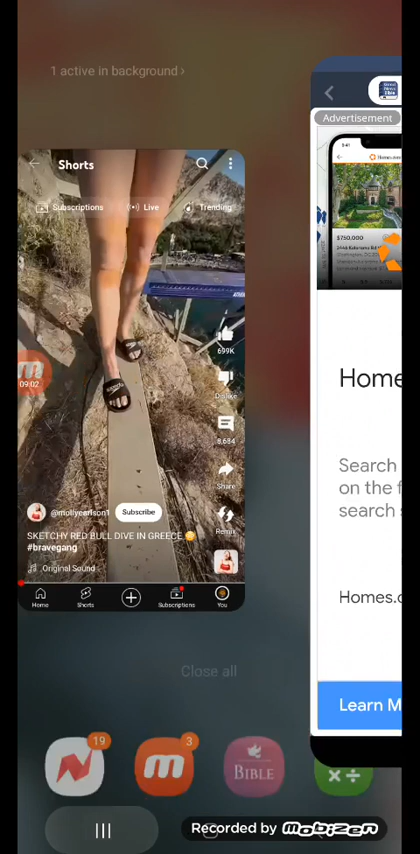 1 active in background ›
Shorts
Subscriptions
Live
Trending
699K
Dislike
8,684
Share
Remix
m
09:02
@mollycarlson1
Subscribe
SKETCHY RED BULL DIVE IN GREECE 😳
#bravegang
Original Sound
Home
Shorts
Subscriptions
You
Advertisement
$750,000
Home
Search
on the f
search
Homes.c
Learn M
Close all
19
3
m
BIBLE
Recorded by mobizen